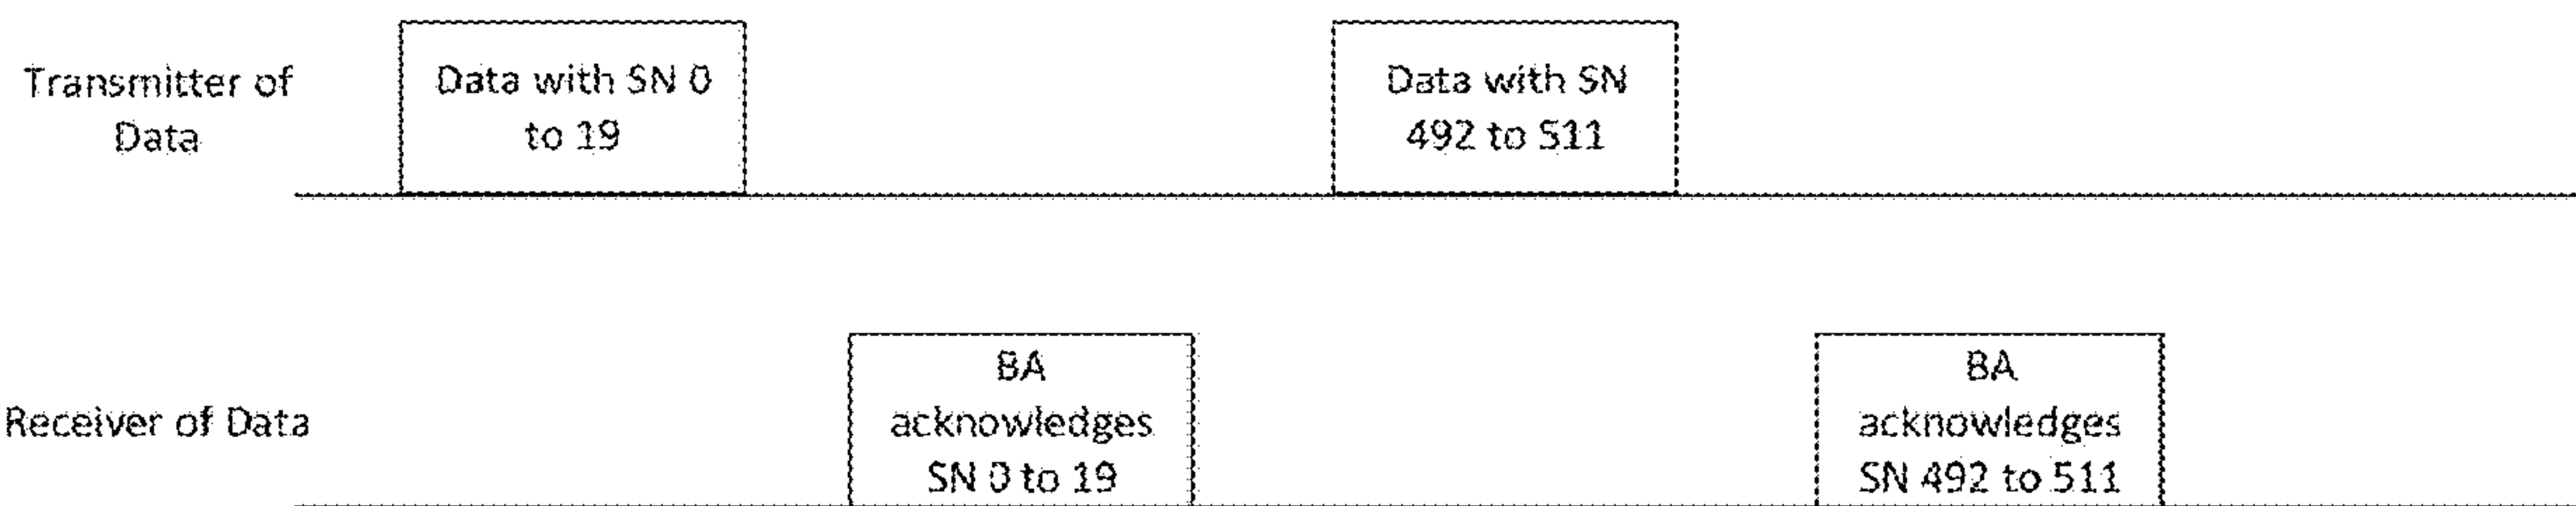 Transmitter of
Data
Data with SN 0
to 19
Data with SN
492 to 511
Receiver of Data
BA
acknowledges
SN 0 to 19
BA
acknowledges
SN 492 to 511